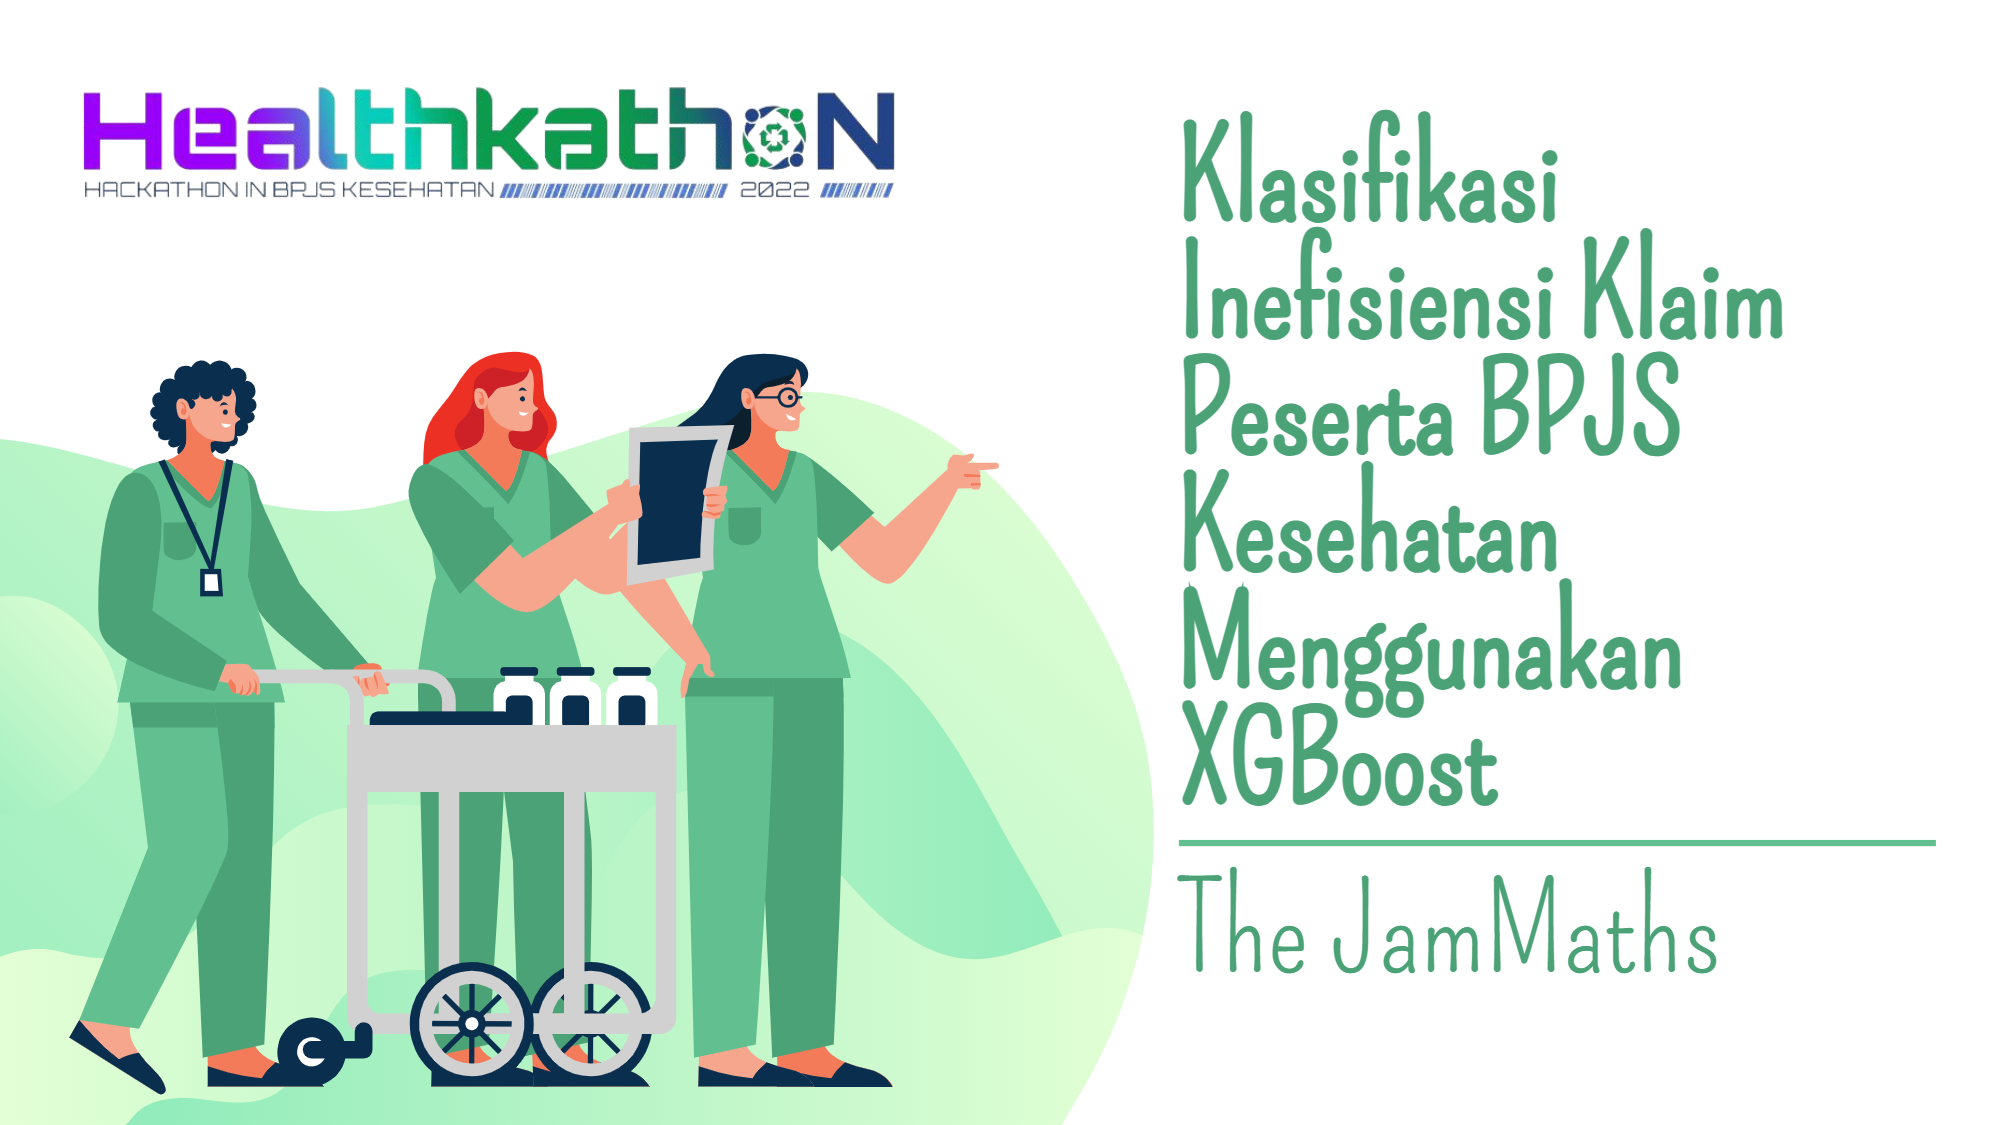 HealthkathoN
HACKATHON IN BPJS KESEHATAN 2022
Klasifikasi
Inefisiensi Klaim
Peserta BPJS
Kesehatan
Menggunakan
XGBoost
The JamMaths